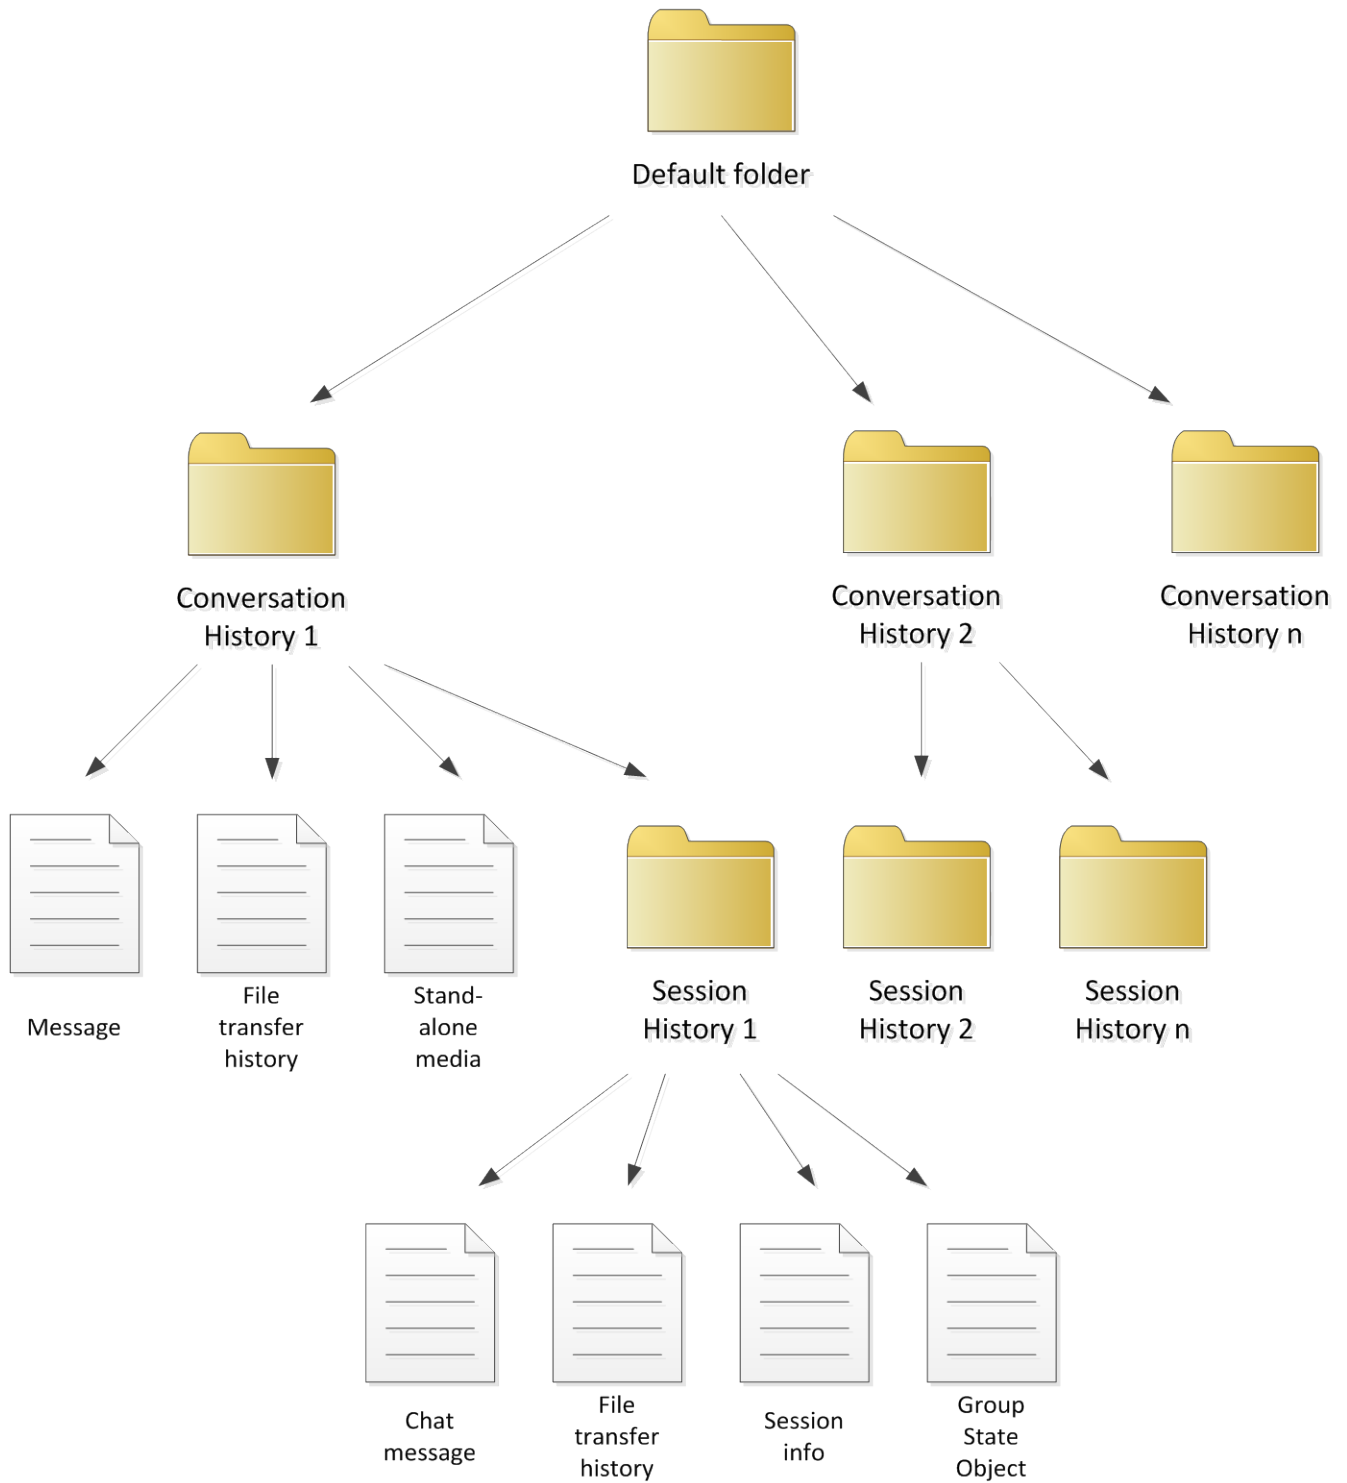 Default folder
Conversation
History 1
Conversation
History 2
Conversation
History n
Message
File
transfer
history
Stand-
alone
media
Session
History 1
Session
History 2
Session
History n
Chat
message
File
transfer
history
Session
info
Group
State
Object